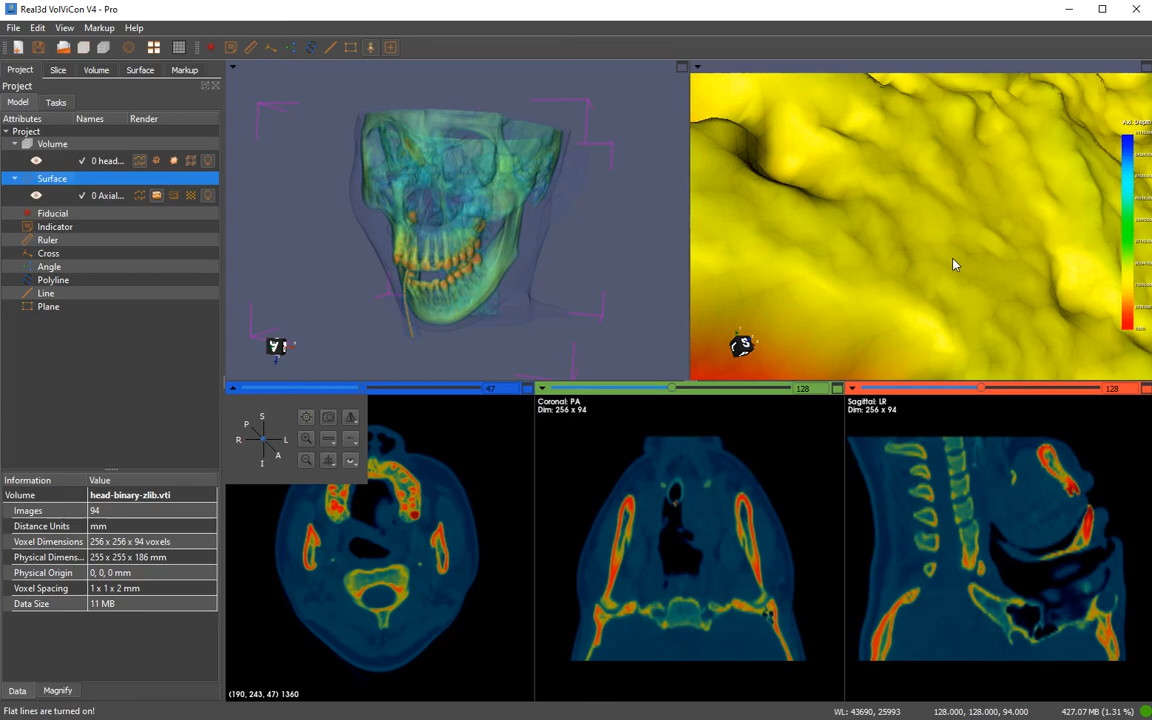 Real3d VolViCon V4 - Pro
File Edit View Markup Help
Project Slice Volume Surface Markup
Project
Model Tasks
Attributes Names Render
Project
Volume
0 head...
Surface
0 Axial...
Fiducial
Indicator
Ruler
Cross
Angle
Polyline
Line
Plane
Information Value
Volume head-binary-zlib.vti
Images 94
Distance Units mm
Voxel Dimensions 256 x 256 x 94 voxels
Physical Dimens... 255 x 255 x 186 mm
Physical Origin 0, 0, 0 mm
Voxel Spacing 1 x 1 x 2 mm
Data Size 11 MB
Data Magnify
Flat lines are turned on!
A
S
Axl. Depth
47
S
P
R L
A
I
(190, 243, 47) 1360
128
Coronal: PA
Dim: 256 x 94
128
Sagittal: LR
Dim: 256 x 94
WL: 43690, 25993 128.000, 128.000, 94.000 427.07 MB (1.31 %)